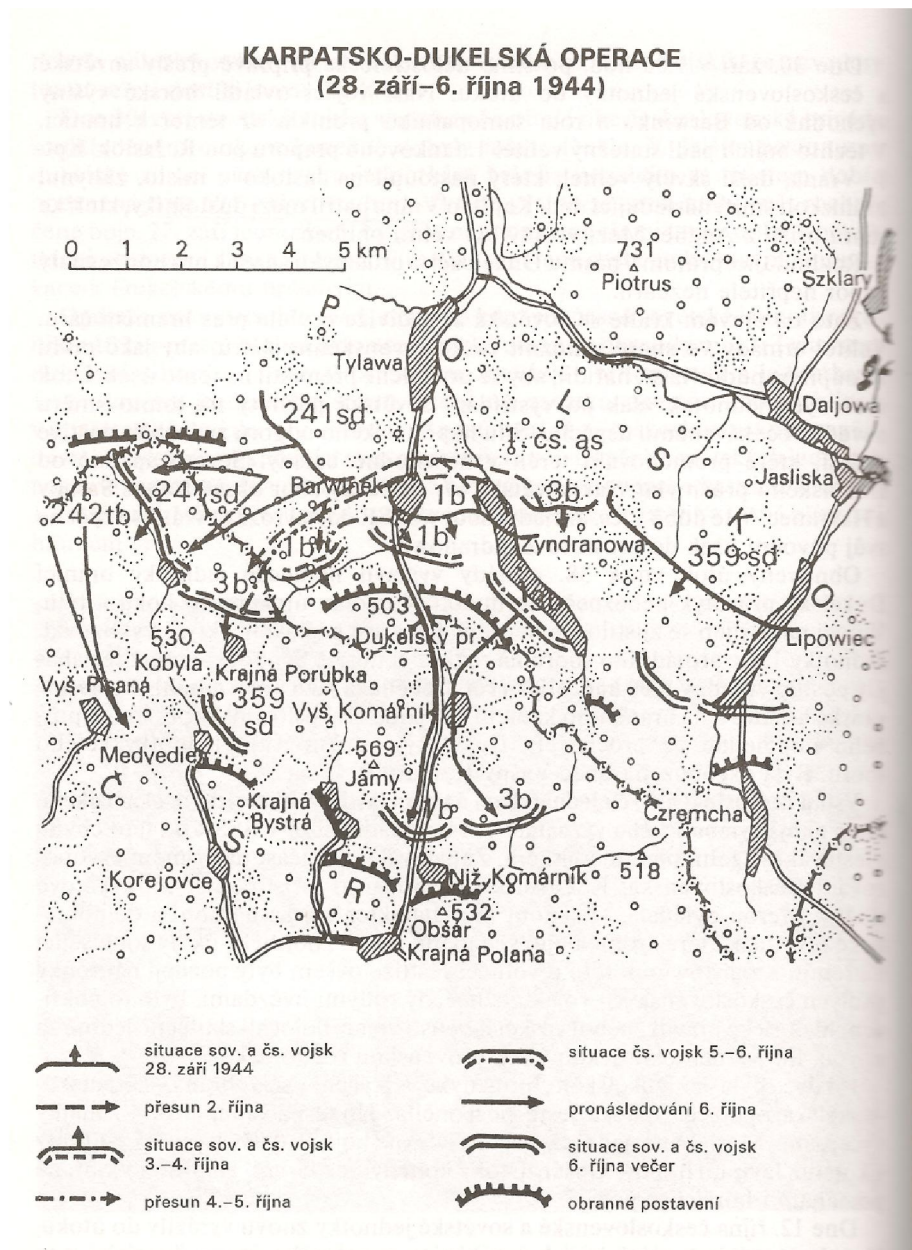 KARPATSKO-DUKELSKÁ OPERACE
(28. září–6. října 1944)
0 1 2 3 4 5 km
731
Piotrus
Szklary
P
Tylawa
O
L
S
K
O
Daljowa
Jasliska
241sd
1. čs. as
241sd
242tb
Barwinek
1b
3b
1b
1b
Zyndranowa
359 sd
3b
503
Dukelský pr.
Lipowiec
530
Kobyla
Krajná Porúbka
Vyš. Písaná
359
sd
Vyš. Komárnik
Medvedie
569
Jámy
Č
Krajná
Bystrá
1b
3b
Czremcha
S
Korejovce
R
Niž. Komárnik
518
532
Obšár
Krajná Polana
situace sov. a čs. vojsk
28. září 1944
přesun 2. října
situace sov. a čs. vojsk
3.–4. října
přesun 4.–5. října
situace čs. vojsk 5.–6. října
pronásledování 6. října
situace sov. a čs. vojsk
6. října večer
obranné postavení